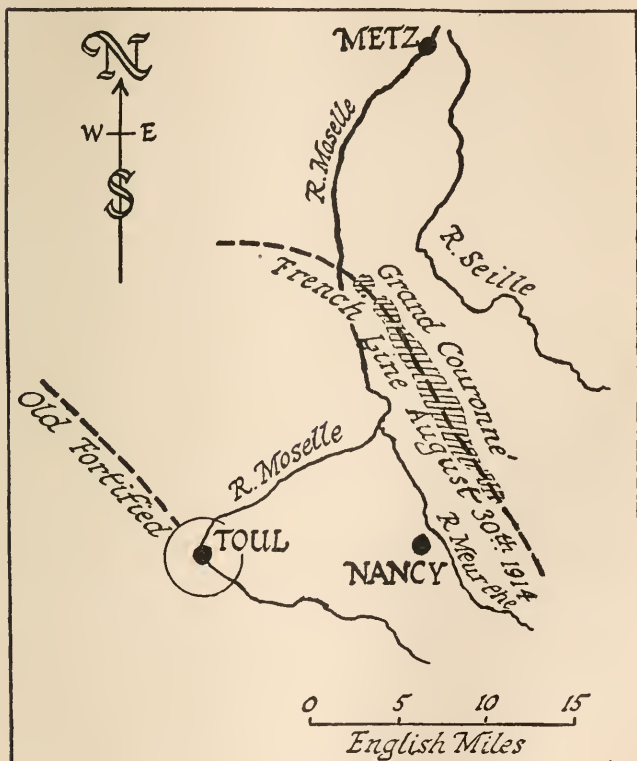 N
METZ
W E
S
R. Moselle
R. Seille
Grand Couronné
French Line August 30th 1914
Old Fortified
R. Moselle
TOUL
NANCY
R. Meurthe
0 5 10 15
English Miles